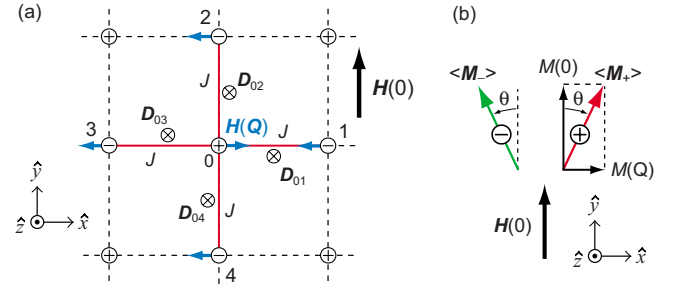 (a)
2
J
D02
H(0)
3
D03
H(Q)
J
1
J
0
D01
D04
J
4
ŷ
ẑ
x̂
(b)
<M−>
θ
M(0)
<M+>
θ
−
+
M(Q)
H(0)
ŷ
ẑ
x̂